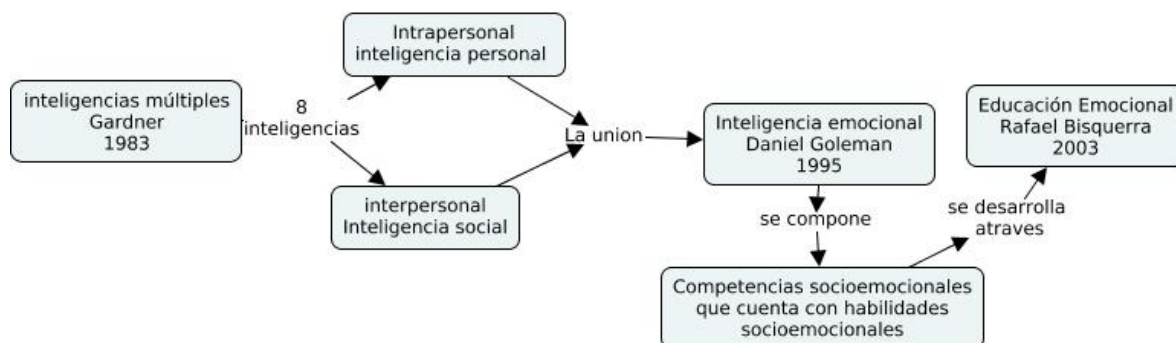 inteligencias múltiples
Gardner
1983
8
inteligencias
Intrapersonal
inteligencia personal
interpersonal
Inteligencia social
La union
Inteligencia emocional
Daniel Goleman
1995
se compone
Competencias socioemocionales
que cuenta con habilidades
socioemocionales
se desarrolla
atraves
Educación Emocional
Rafael Bisquerra
2003